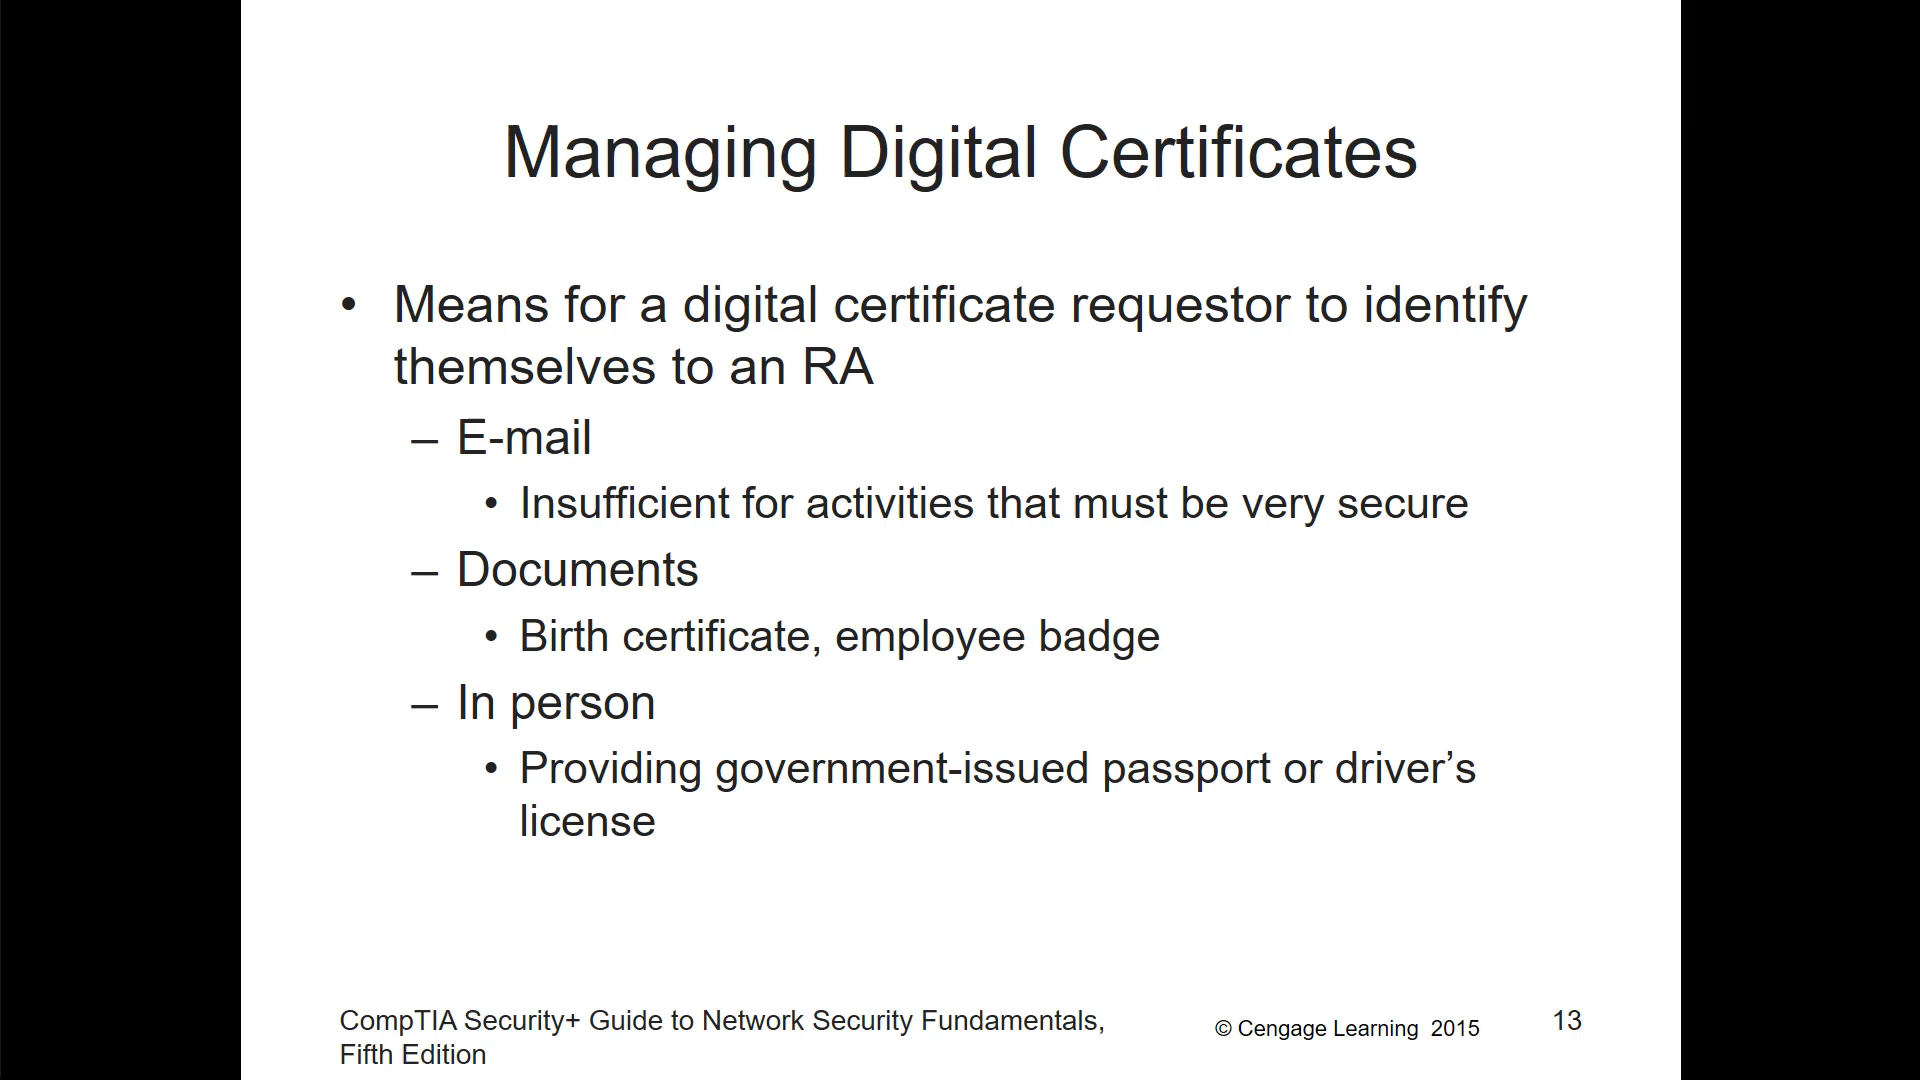 Managing Digital Certificates
• Means for a digital certificate requestor to identify
themselves to an RA
– E-mail
• Insufficient for activities that must be very secure
– Documents
• Birth certificate, employee badge
– In person
• Providing government-issued passport or driver’s
license
CompTIA Security+ Guide to Network Security Fundamentals,
Fifth Edition
© Cengage Learning 2015
13